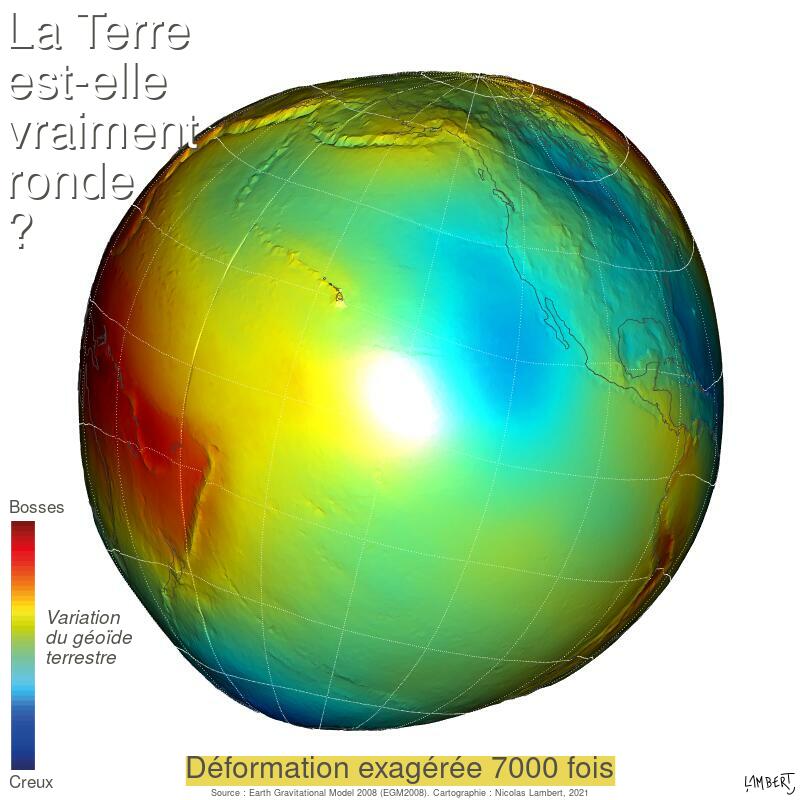 La Terre
est-elle
vraiment
ronde
?
Bosses
Variation
du géoïde
terrestre
Creux
Déformation exagérée 7000 fois
Source : Earth Gravitational Model 2008 (EGM2008). Cartographie : Nicolas Lambert, 2021
LAMBERT